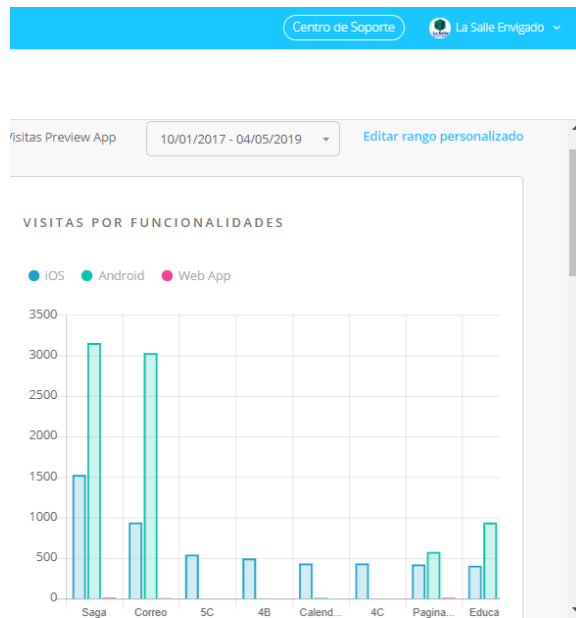 Centro de Soporte
La Salle Envigado
Visitas Preview App
10/01/2017 - 04/05/2019
Editar rango personalizado
VISITAS POR FUNCIONALIDADES
iOS Android Web App
3500
3000
2500
2000
1500
1000
500
0
Saga Correo 5C 4B Calend... 4C Pagina... Educa